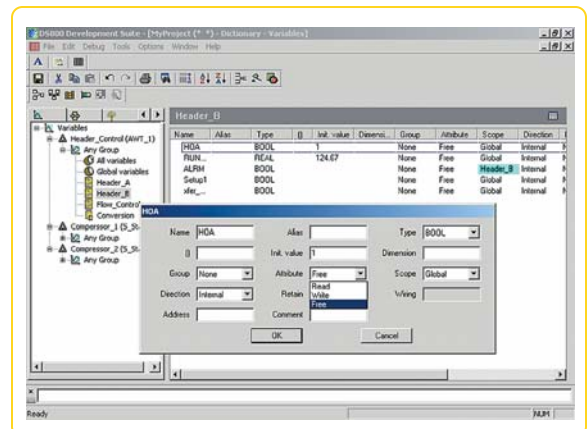 DS800 Development Suite - [MyProject (* *) - Dictionary - Variables]
File Edit Debug Tools Options Window Help
Header_B
Variables
Header_Control (AWT_1)
Any Group
All variables
Global variables
Header_A
Header_B
Flow_Control
Conversion
Compressor_1 (S_St
Any Group
Compressor_2 (S_St
Any Group
Name Alias Type () Init. value Dimensi... Group Attribute Scope Direction
HOA BOOL 1 None Free Global Internal
RUN... REAL 124.67 None Free Global Internal
ALRM BOOL None Free Header_B Internal
Setup1 BOOL None Free Global Internal
xfer_... BOOL None Free Global Internal
HOA
Name HOA Alias Type BOOL
() Init. value 1 Dimension
Group None Attribute Free Scope Global
Read
Direction Internal Retain Write Wiring
Free
Address Comment
OK Cancel
Ready NUM